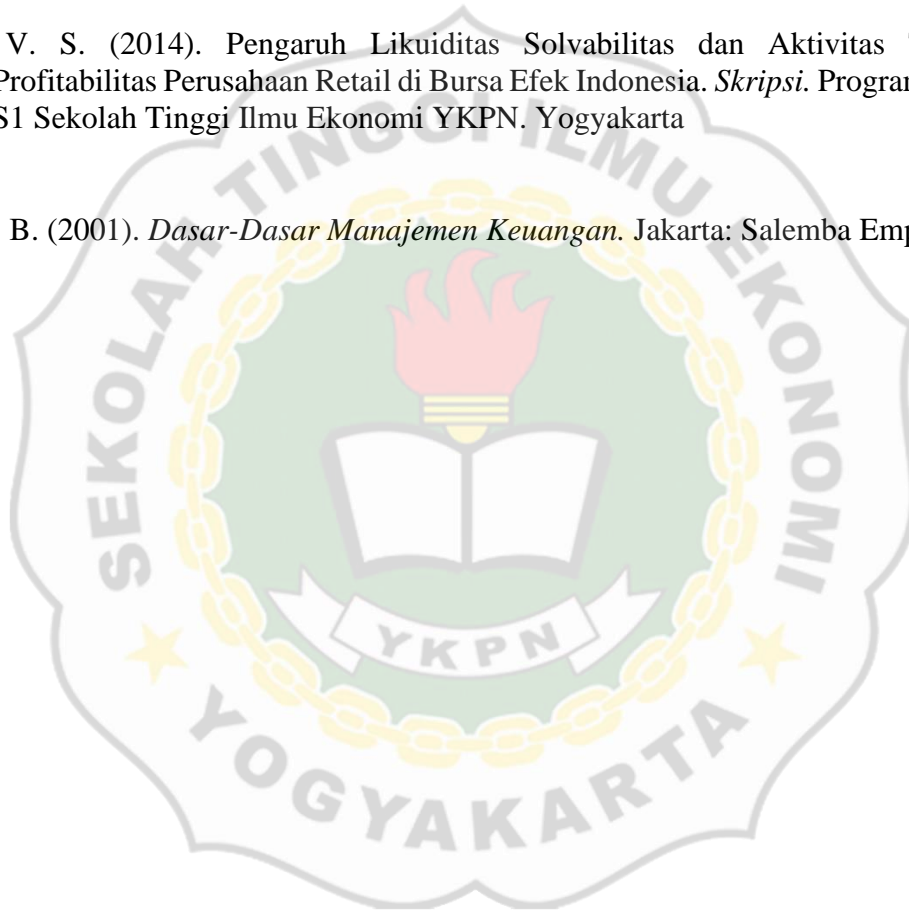 V. S. (2014). Pengaruh Likuiditas Solvabilitas dan Aktivitas
Profitabilitas Perusahaan Retail di Bursa Efek Indonesia. Skripsi. Program
S1 Sekolah Tinggi Ilmu Ekonomi YKPN. Yogyakarta
B. (2001). Dasar-Dasar Manajemen Keuangan. Jakarta: Salemba Emp
SEKOLAH TINGGI ILMU EKONOMI
YKPN
YOGYAKARTA